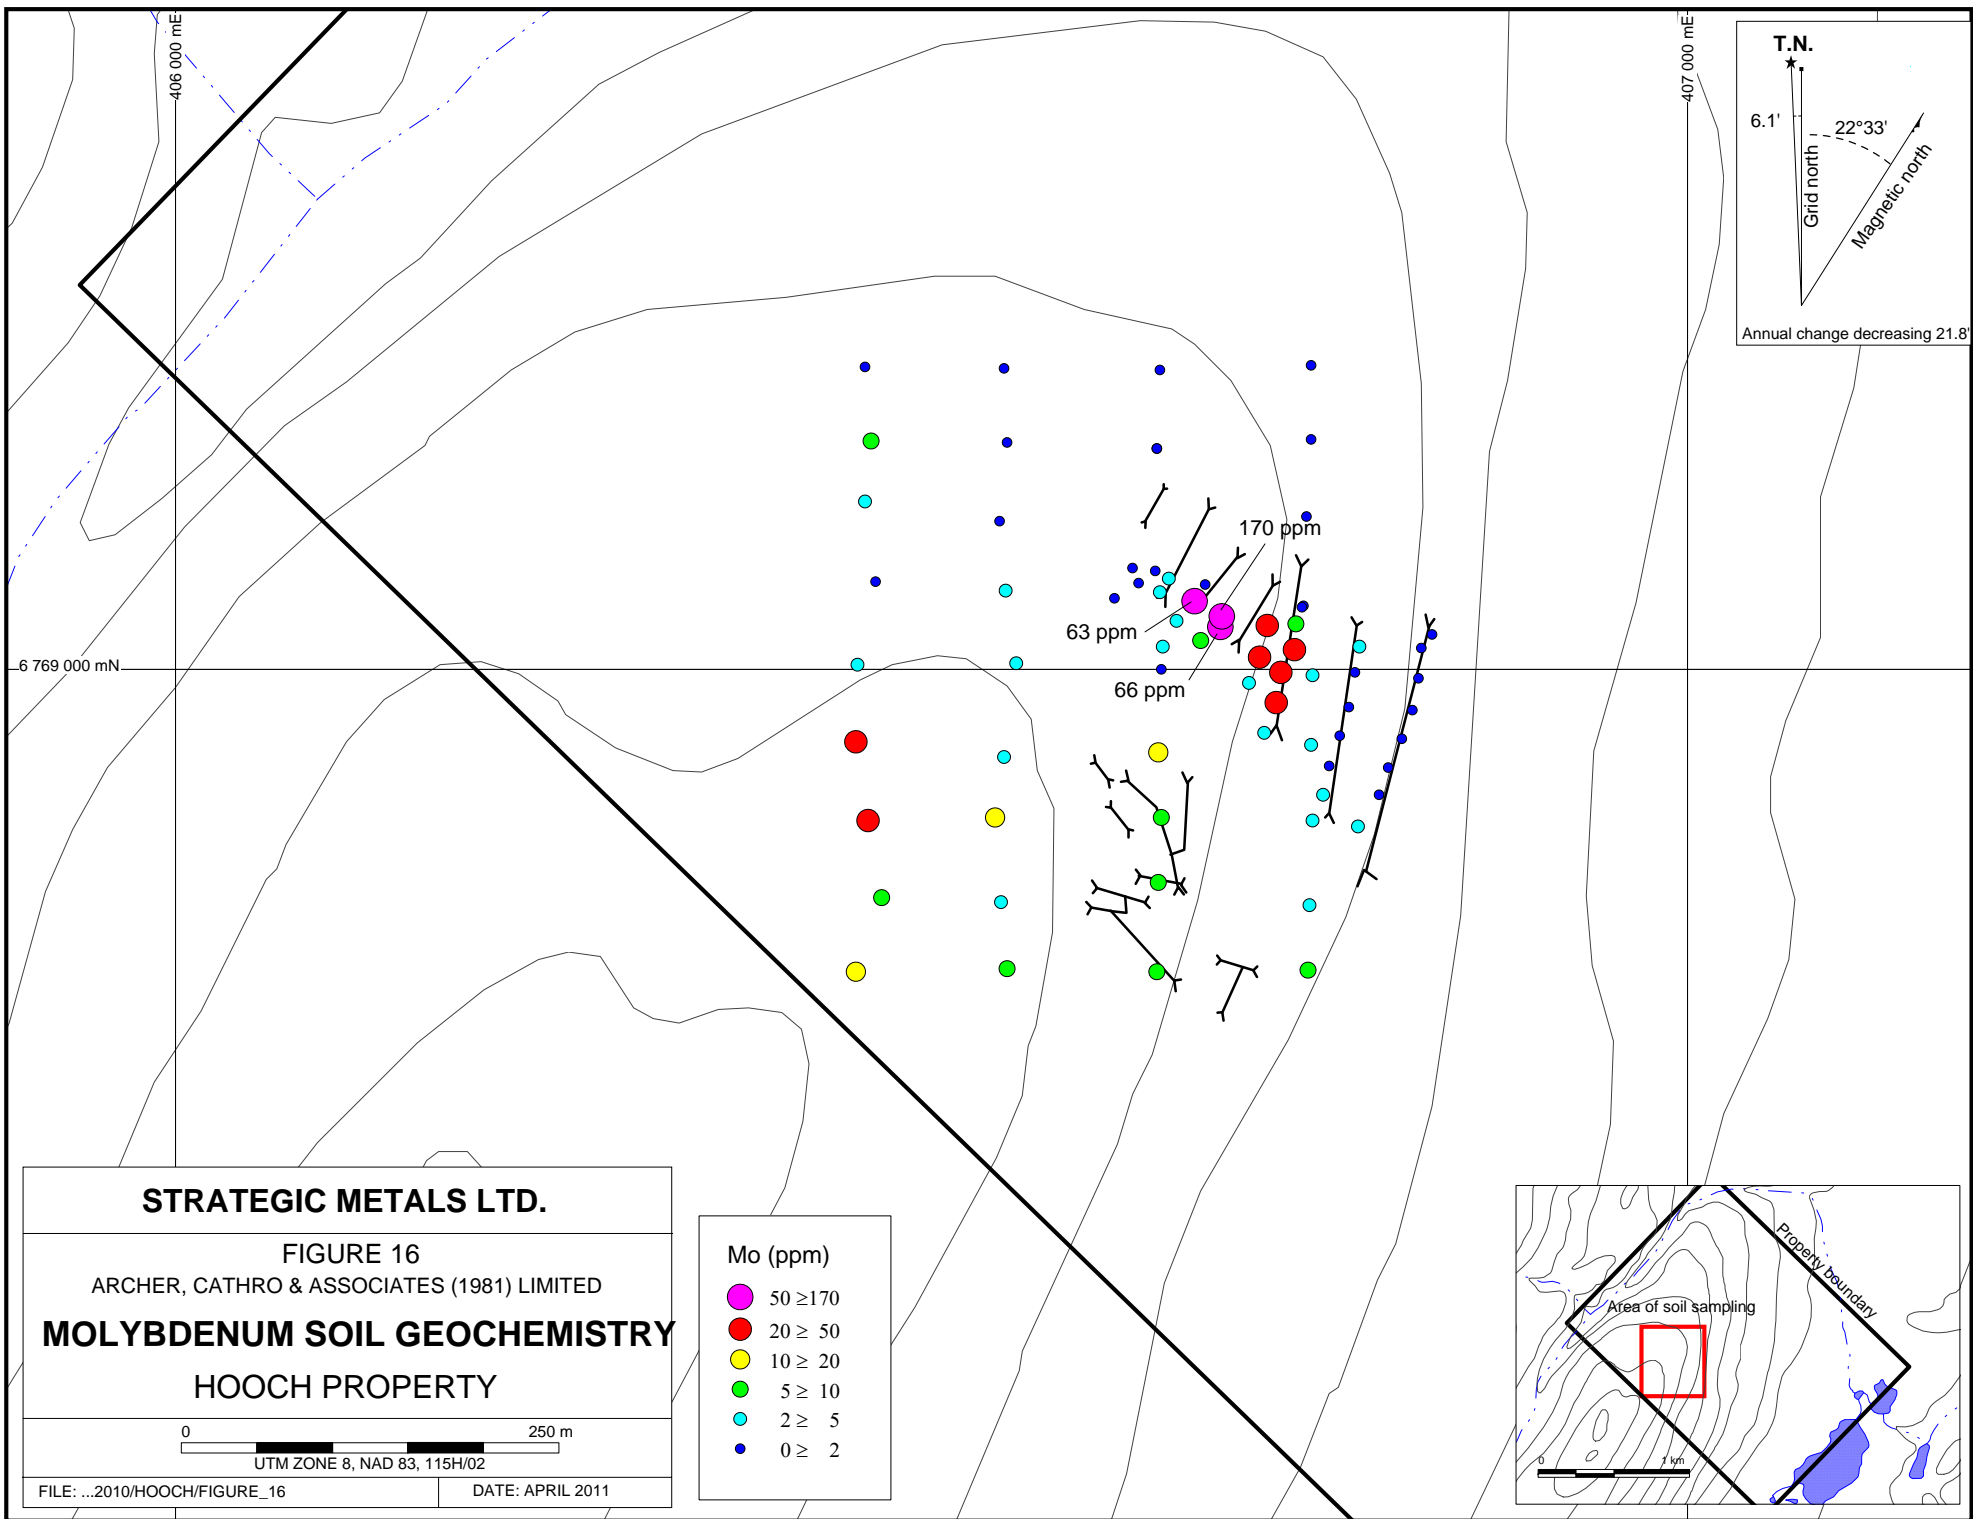 406 000 mE
407 000 mE
T.N.
6.1'
22°33'
Grid north
Magnetic north
Annual change decreasing 21.8'
170 ppm
63 ppm
6 769 000 mN
66 ppm
STRATEGIC METALS LTD.
FIGURE 16
ARCHER, CATHRO & ASSOCIATES (1981) LIMITED
MOLYBDENUM SOIL GEOCHEMISTRY
HOOCH PROPERTY
0 250 m
UTM ZONE 8, NAD 83, 115H/02
FILE: ...2010/HOOCH/FIGURE_16 DATE: APRIL 2011
Mo (ppm)
50 ≥170
20 ≥ 50
10 ≥ 20
5 ≥ 10
2 ≥ 5
0 ≥ 2
Property boundary
Area of soil sampling
0 1 km